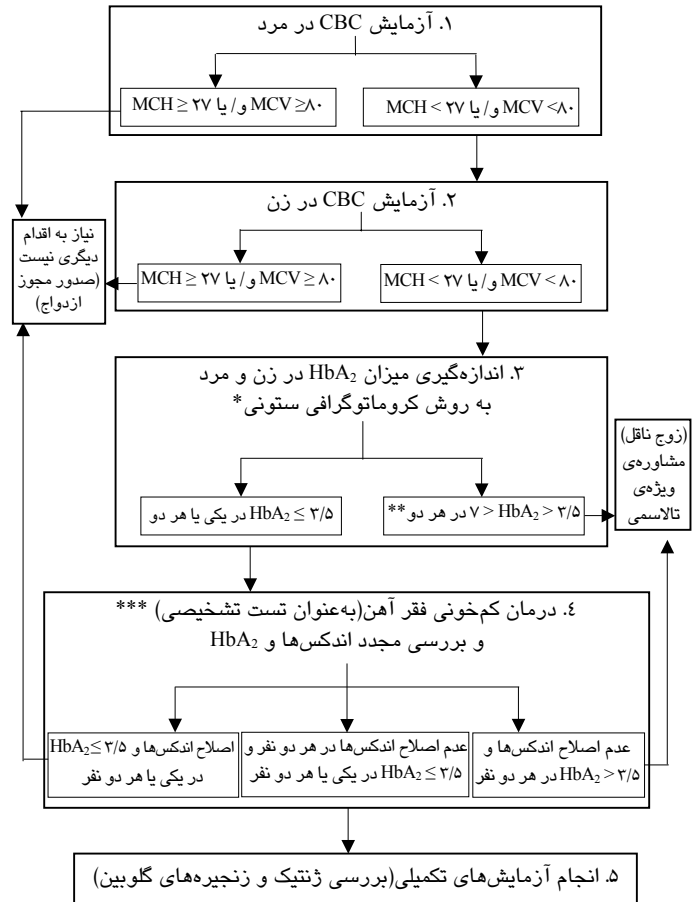 ۱. آزمایش CBC در مرد
MCV <۸۰ و/ یا MCH < ۲۷
MCV ≥۸۰ و/ یا MCH ≥ ۲۷
۲. آزمایش CBC در زن
MCV < ۸۰ و/ یا MCH < ۲۷
MCV ≥ ۸۰ و/ یا MCH ≥ ۲۷
نیاز به اقدام
دیگری نیست
(صدور مجوز
ازدواج)
۳. اندازه‌گیری میزان HbA₂ در زن و مرد
به روش کروماتوگرافی ستونی*
۷ > HbA₂ > ۳/۵ در هر دو**
HbA₂ ≤ ۳/۵ در یکی یا هر دو
(زوج ناقل)
مشاوره‌ی
ویژه‌ی
تالاسمی
٤. درمان کم‌خونی فقر آهن(به‌عنوان تست تشخیصی) ***
و بررسی مجدد اندکس‌ها و HbA₂
عدم اصلاح اندکس‌ها و
HbA₂ > ۳/۵ در هر دو نفر
عدم اصلاح اندکس‌ها در هر دو نفر و
HbA₂ ≤ ۳/۵ در یکی یا هر دو نفر
اصلاح اندکس‌ها و HbA₂ ≤ ۳/۵
در یکی یا هر دو نفر
۵. انجام آزمایش‌های تکمیلی(بررسی ژنتیک و زنجیره‌های گلوبین)